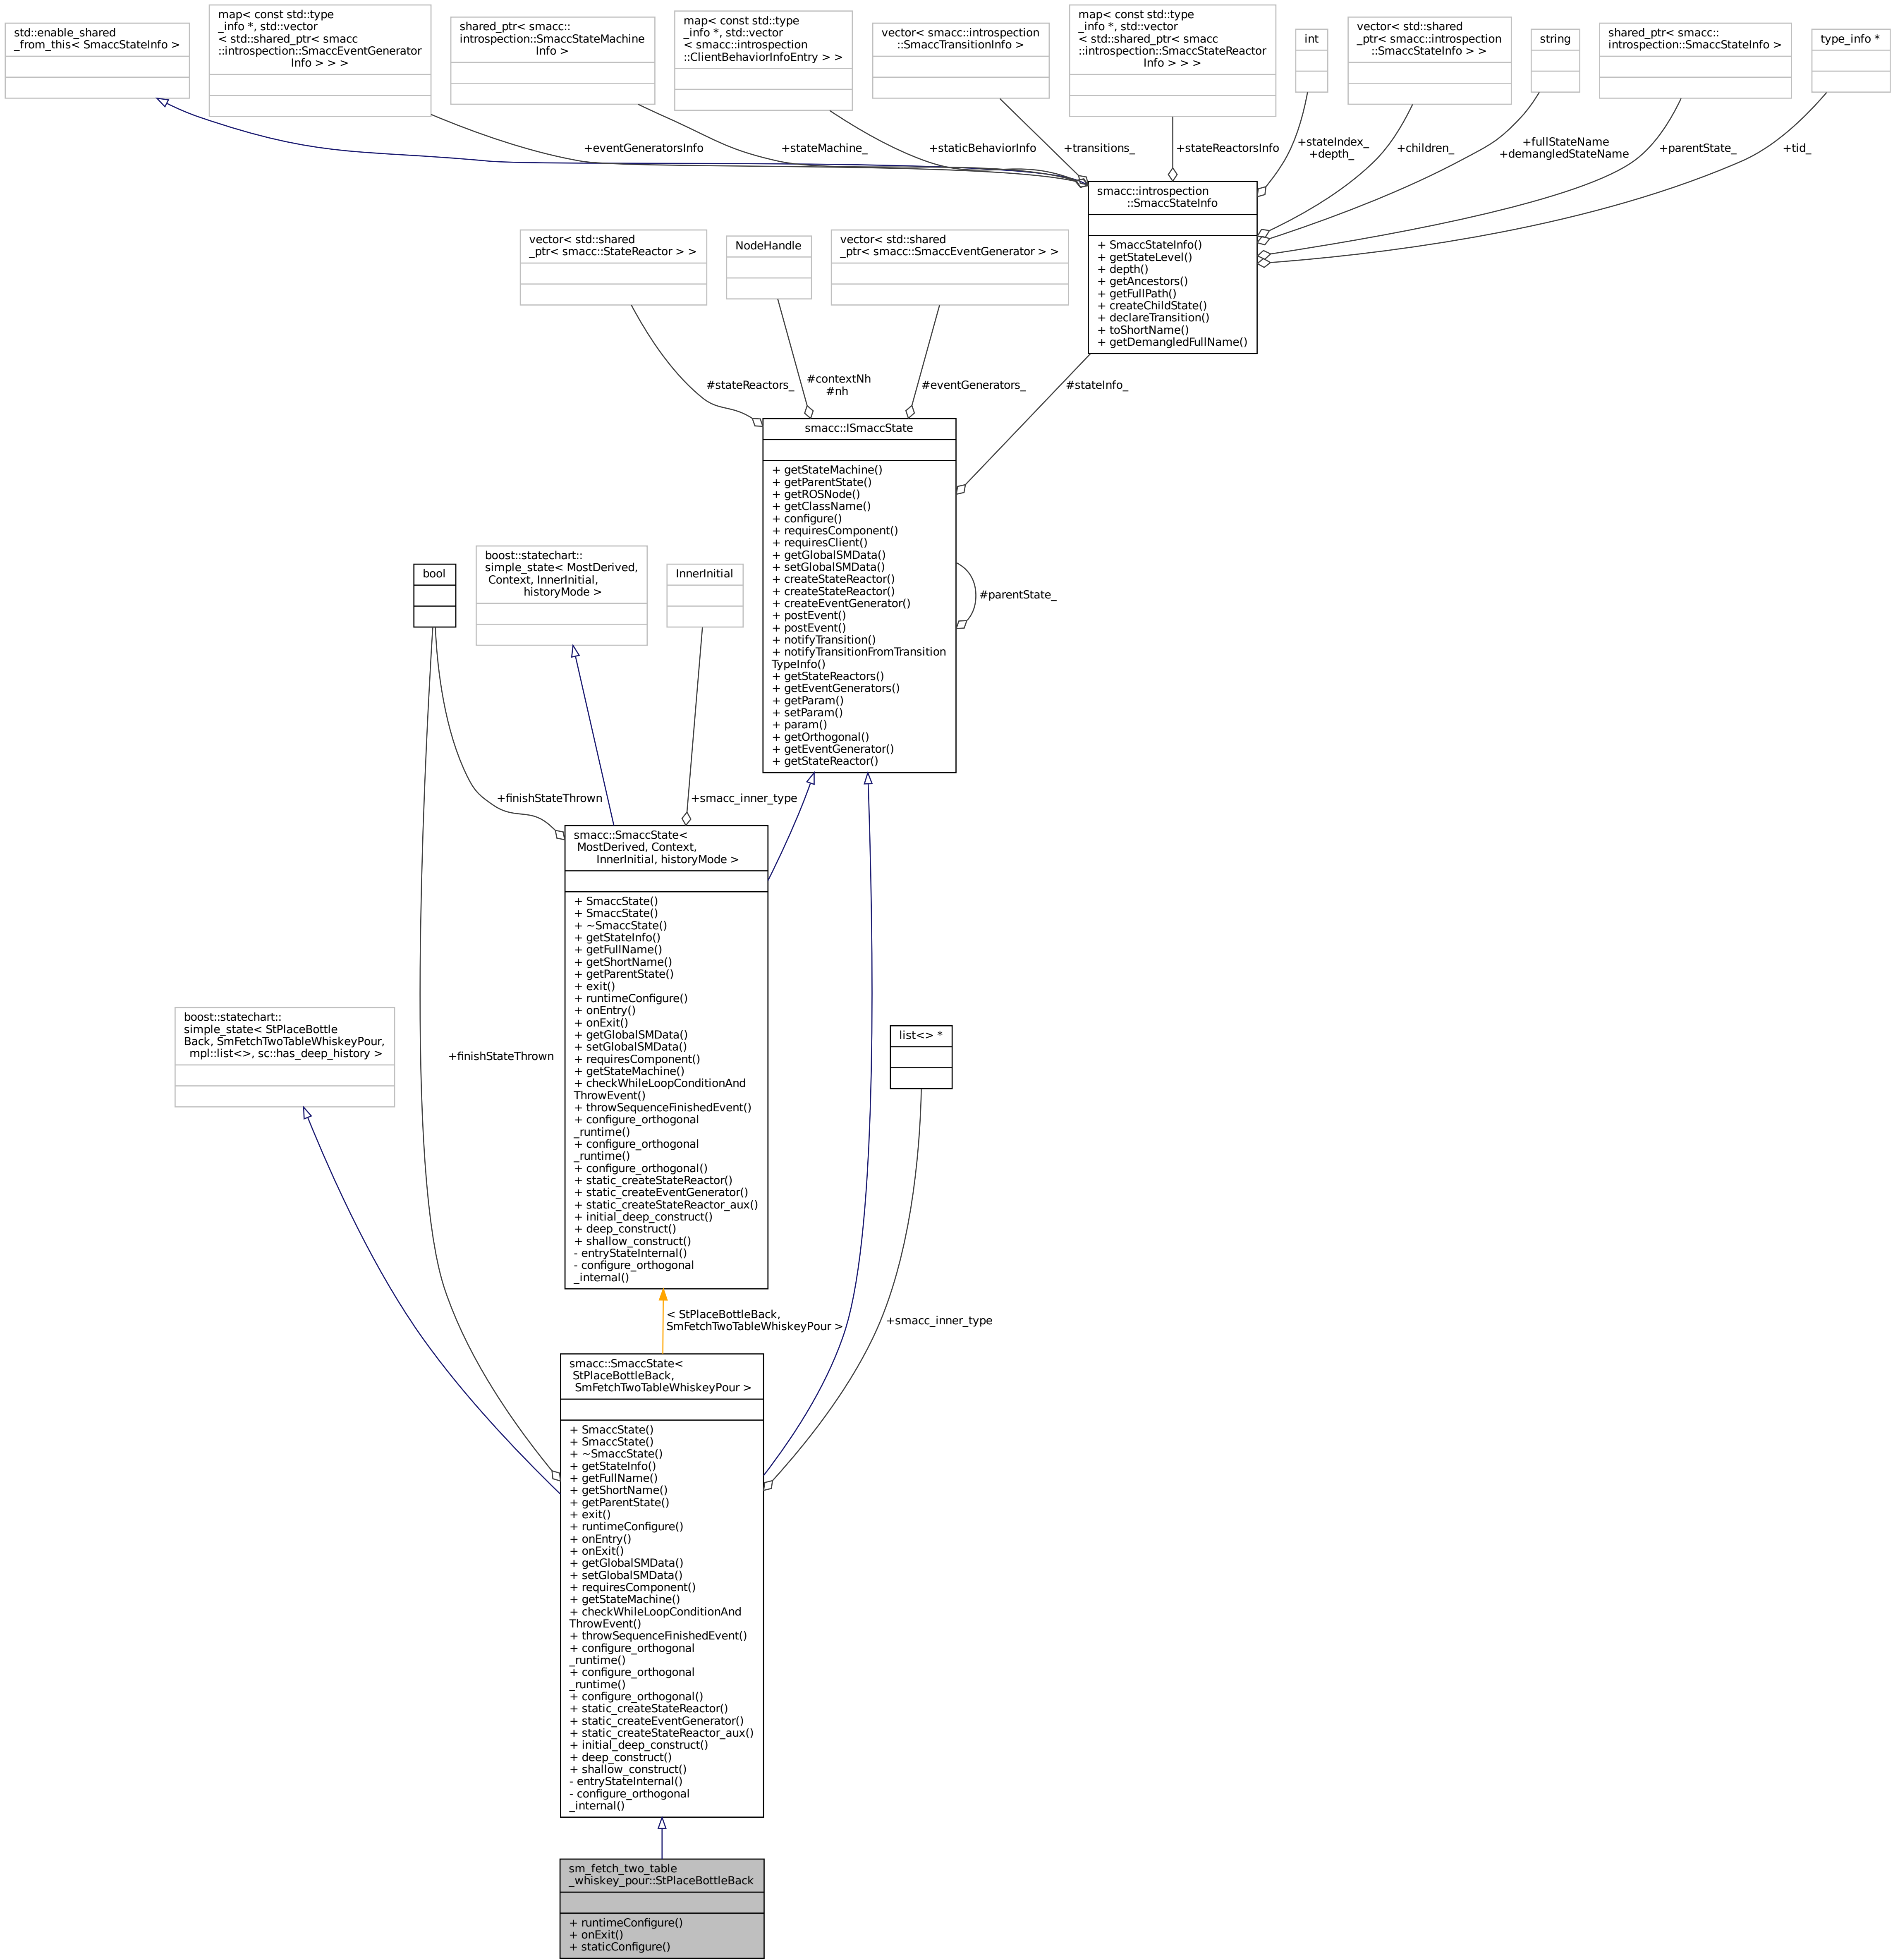 std::enable_shared
_from_this< SmaccStateInfo >
map< const std::type
_info *, std::vector
< std::shared_ptr< smacc
::introspection::SmaccEventGenerator
Info > > >
shared_ptr< smacc::
introspection::SmaccStateMachine
Info >
map< const std::type
_info *, std::vector
< smacc::introspection
::ClientBehaviorInfoEntry > >
vector< smacc::introspection
::SmaccTransitionInfo >
map< const std::type
_info *, std::vector
< std::shared_ptr< smacc
::introspection::SmaccStateReactor
Info > > >
int
vector< std::shared
_ptr< smacc::introspection
::SmaccStateInfo > >
string
shared_ptr< smacc::
introspection::SmaccStateInfo >
type_info *
+eventGeneratorsInfo
+stateMachine_
+staticBehaviorInfo
+transitions_
+stateReactorsInfo
+stateIndex_
+depth_
+children_
+fullStateName
+demangledStateName
+parentState_
+tid_
smacc::introspection
::SmaccStateInfo
+ SmaccStateInfo()
+ getStateLevel()
+ depth()
+ getAncestors()
+ getFullPath()
+ createChildState()
+ declareTransition()
+ toShortName()
+ getDemangledFullName()
vector< std::shared
_ptr< smacc::StateReactor > >
NodeHandle
vector< std::shared
_ptr< smacc::SmaccEventGenerator > >
#stateReactors_
#contextNh
#nh
#eventGenerators_
#stateInfo_
smacc::ISmaccState
+ getStateMachine()
+ getParentState()
+ getROSNode()
+ getClassName()
+ configure()
+ requiresComponent()
+ requiresClient()
+ getGlobalSMData()
+ setGlobalSMData()
+ createStateReactor()
+ createStateReactor()
+ createEventGenerator()
+ postEvent()
+ postEvent()
+ notifyTransition()
+ notifyTransitionFromTransition
TypeInfo()
+ getStateReactors()
+ getEventGenerators()
+ getParam()
+ setParam()
+ param()
+ getOrthogonal()
+ getEventGenerator()
+ getStateReactor()
#parentState_
bool
boost::statechart::
simple_state< MostDerived,
Context, InnerInitial,
historyMode >
InnerInitial
+finishStateThrown
+smacc_inner_type
smacc::SmaccState<
MostDerived, Context,
InnerInitial, historyMode >
+ SmaccState()
+ SmaccState()
+ ~SmaccState()
+ getStateInfo()
+ getFullName()
+ getShortName()
+ getParentState()
+ exit()
+ runtimeConfigure()
+ onEntry()
+ onExit()
+ getGlobalSMData()
+ setGlobalSMData()
+ requiresComponent()
+ getStateMachine()
+ checkWhileLoopConditionAnd
ThrowEvent()
+ throwSequenceFinishedEvent()
+ configure_orthogonal
_runtime()
+ configure_orthogonal
_runtime()
+ configure_orthogonal()
+ static_createStateReactor()
+ static_createEventGenerator()
+ static_createStateReactor_aux()
+ initial_deep_construct()
+ deep_construct()
+ shallow_construct()
- entryStateInternal()
- configure_orthogonal
_internal()
boost::statechart::
simple_state< StPlaceBottle
Back, SmFetchTwoTableWhiskeyPour,
mpl::list<>, sc::has_deep_history >
+finishStateThrown
list<> *
< StPlaceBottleBack,
SmFetchTwoTableWhiskeyPour >
+smacc_inner_type
smacc::SmaccState<
StPlaceBottleBack,
SmFetchTwoTableWhiskeyPour >
+ SmaccState()
+ SmaccState()
+ ~SmaccState()
+ getStateInfo()
+ getFullName()
+ getShortName()
+ getParentState()
+ exit()
+ runtimeConfigure()
+ onEntry()
+ onExit()
+ getGlobalSMData()
+ setGlobalSMData()
+ requiresComponent()
+ getStateMachine()
+ checkWhileLoopConditionAnd
ThrowEvent()
+ throwSequenceFinishedEvent()
+ configure_orthogonal
_runtime()
+ configure_orthogonal
_runtime()
+ configure_orthogonal()
+ static_createStateReactor()
+ static_createEventGenerator()
+ static_createStateReactor_aux()
+ initial_deep_construct()
+ deep_construct()
+ shallow_construct()
- entryStateInternal()
- configure_orthogonal
_internal()
sm_fetch_two_table
_whiskey_pour::StPlaceBottleBack
+ runtimeConfigure()
+ onExit()
+ staticConfigure()